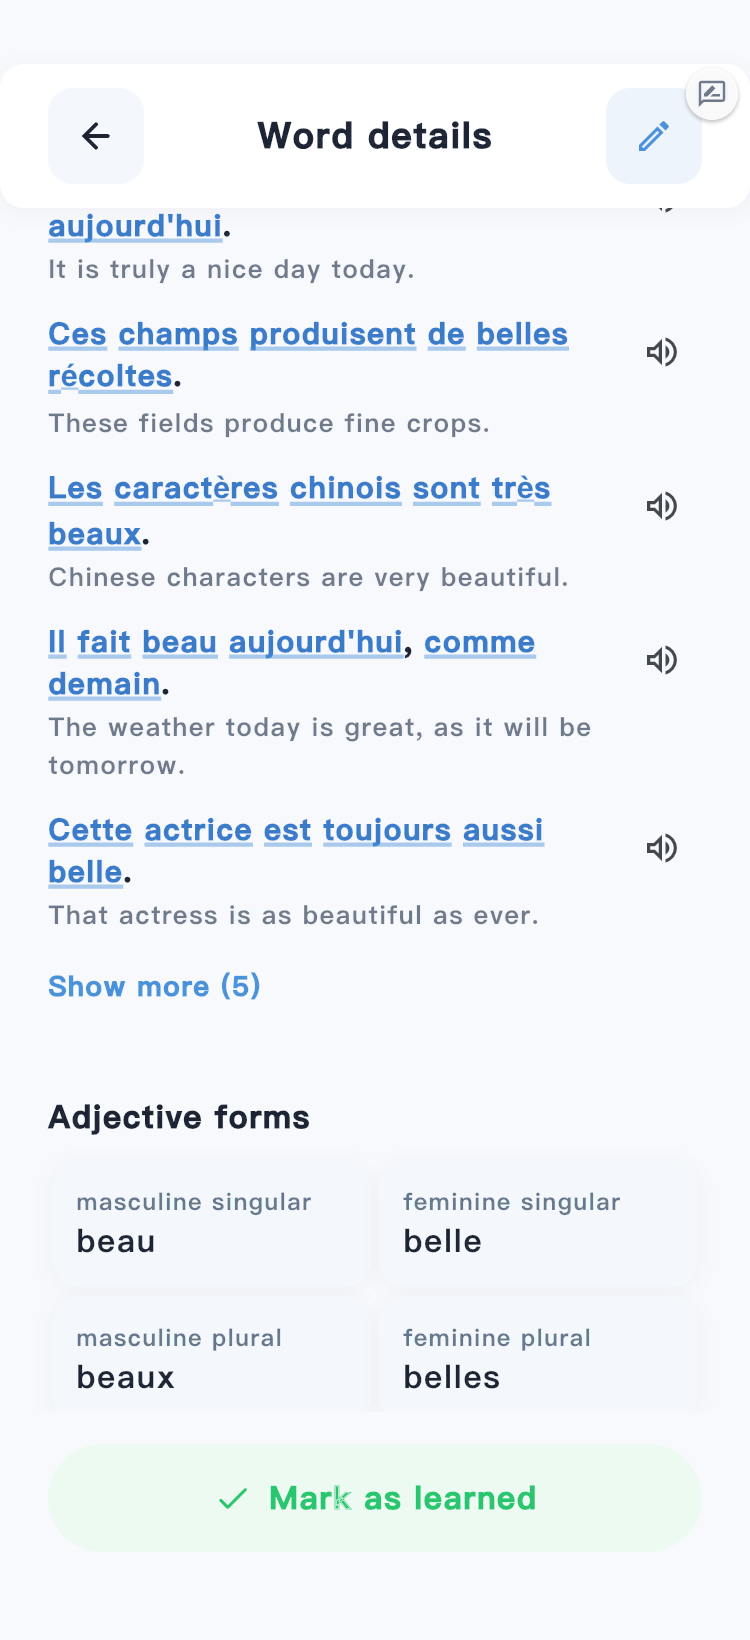 Word details
aujourd'hui.
It is truly a nice day today.
Ces champs produisent de belles
récoltes.
These fields produce fine crops.
Les caractères chinois sont très
beaux.
Chinese characters are very beautiful.
Il fait beau aujourd'hui, comme
demain.
The weather today is great, as it will be
tomorrow.
Cette actrice est toujours aussi
belle.
That actress is as beautiful as ever.
Show more (5)
Adjective forms
masculine singular
beau
feminine singular
belle
masculine plural
beaux
feminine plural
belles
Mark as learned